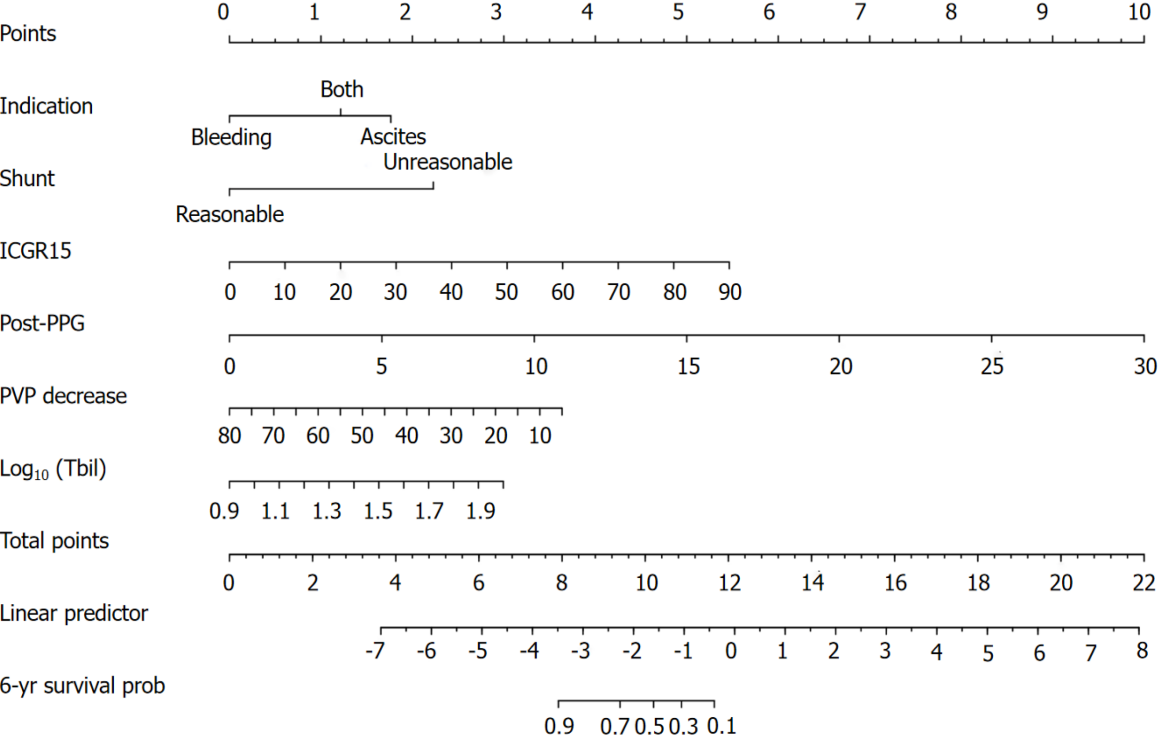 0 1 2 3 4 5 6 7 8 9 10
Points
Both
Indication
Bleeding Ascites
Unreasonable
Shunt
Reasonable
ICGR15
0 10 20 30 40 50 60 70 80 90
Post-PPG
0 5 10 15 20 25 30
PVP decrease
80 70 60 50 40 30 20 10
Log₁₀ (Tbil)
0.9 1.1 1.3 1.5 1.7 1.9
Total points
0 2 4 6 8 10 12 14 16 18 20 22
Linear predictor
-7 -6 -5 -4 -3 -2 -1 0 1 2 3 4 5 6 7 8
6-yr survival prob
0.9 0.7 0.5 0.3 0.1